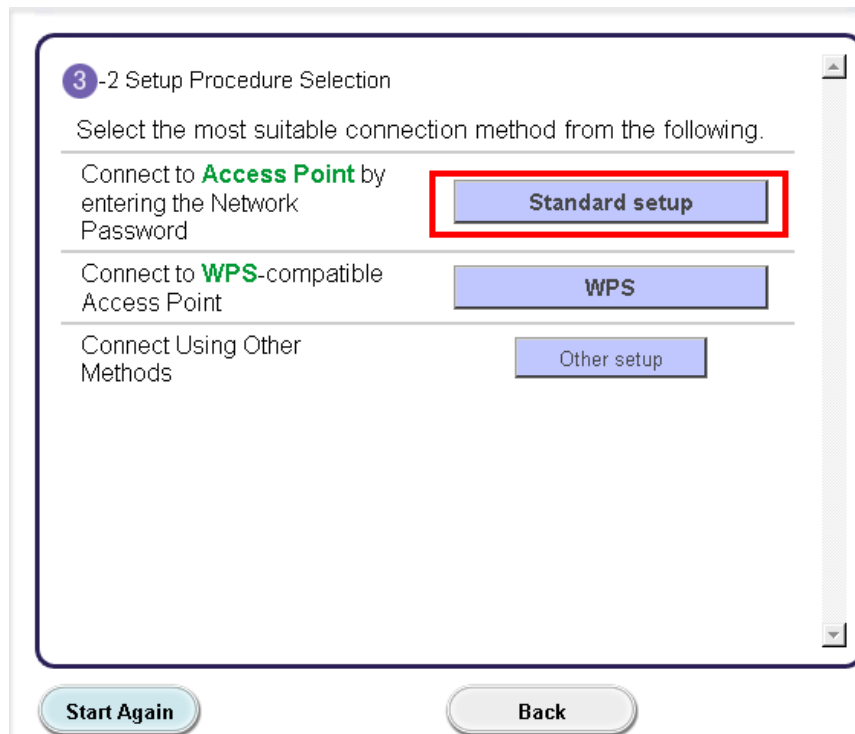 3-2 Setup Procedure Selection
Select the most suitable connection method from the following.
Connect to Access Point by
entering the Network
Password
Standard setup
Connect to WPS-compatible
Access Point
WPS
Connect Using Other
Methods
Other setup
Start Again
Back